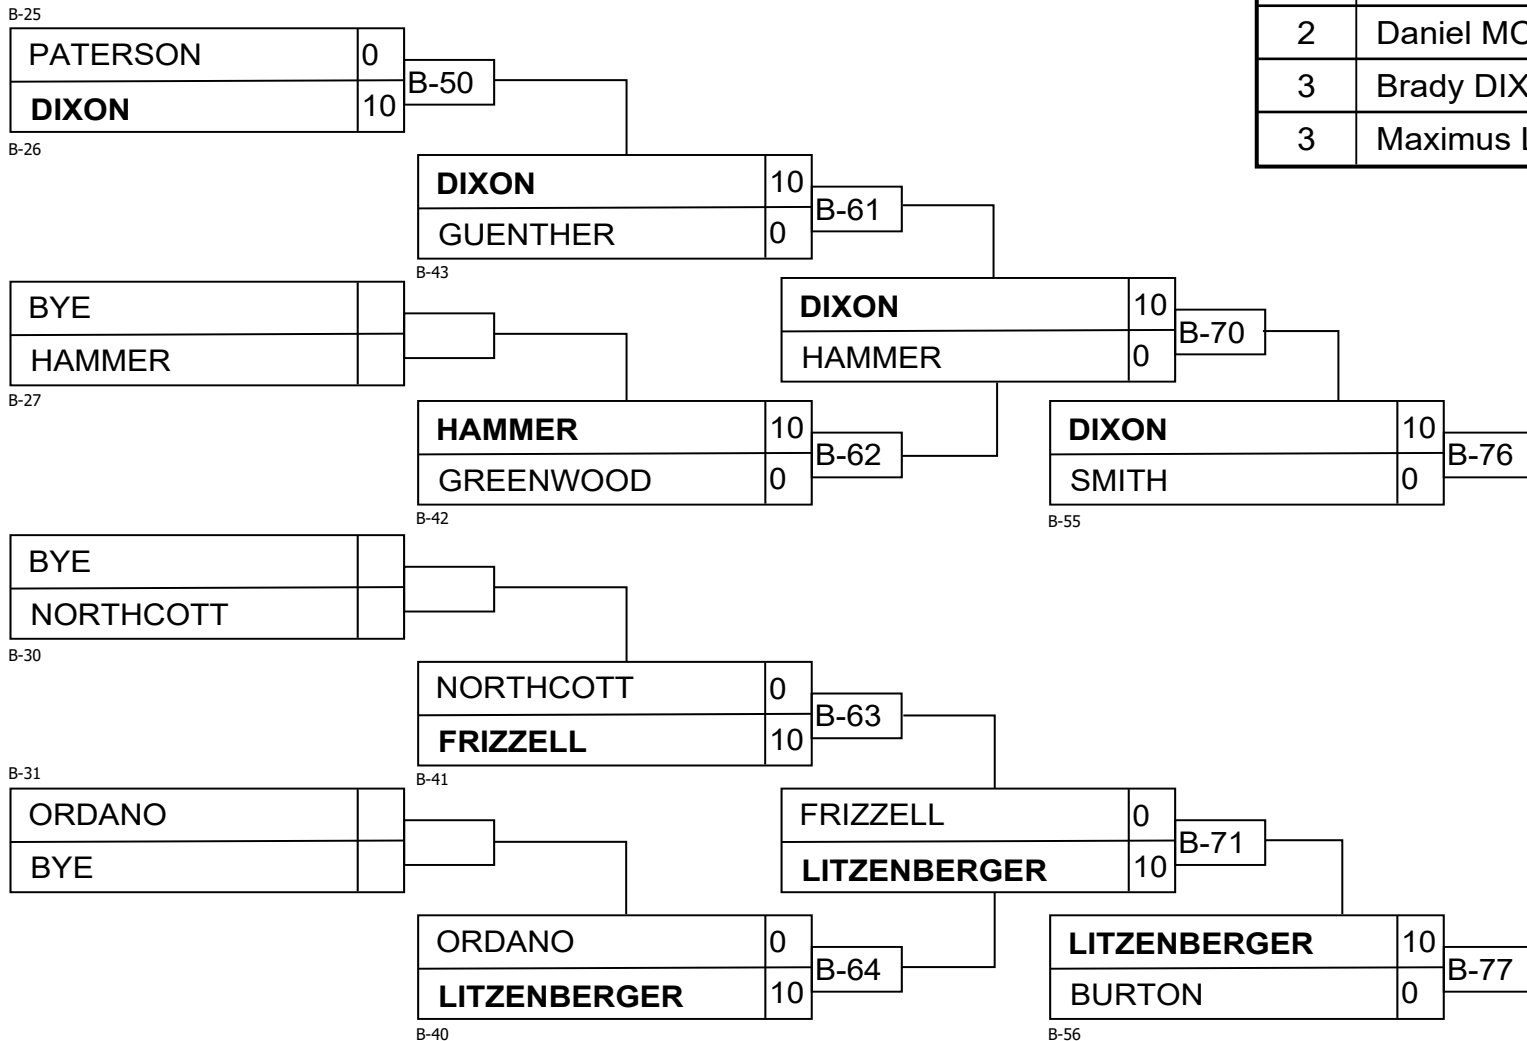 B-25
PATERSON 0
DIXON 10
B-50
B-26
2 Daniel
3 Brady
3 Maximus
DIXON 10
GUENTHER 0
B-61
B-43
BYE
HAMMER
B-27
DIXON 10
HAMMER 0
B-70
HAMMER 10
GREENWOOD 0
B-62
B-42
DIXON 10
SMITH 0
B-76
B-55
BYE
NORTHCOTT
B-30
NORTHCOTT 0
FRIZZELL 10
B-63
B-41
B-31
ORDANO
BYE
FRIZZELL 0
LITZENBERGER 10
B-71
ORDANO 0
LITZENBERGER 10
B-64
B-40
LITZENBERGER 10
BURTON 0
B-77
B-56